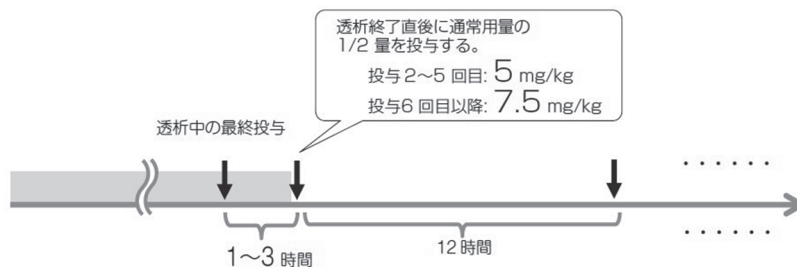 透析終了直後に通常用量の
1/2 量を投与する。
投与2～5 回目: 5 mg/kg
投与6 回目以降: 7.5 mg/kg
透析中の最終投与
1～3 時間
12 時間